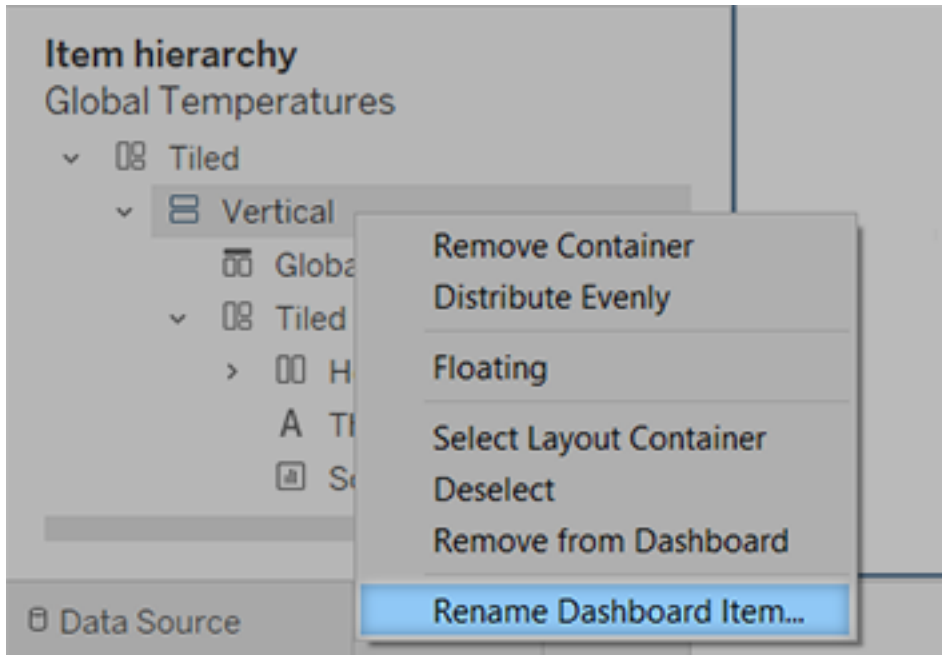 Item hierarchy
Global Temperatures
Tiled
Vertical
Remove Container
Distribute Evenly
Tiled
Floating
A
Select Layout Container
Deselect
Remove from Dashboard
Rename Dashboard Item...
Data Source